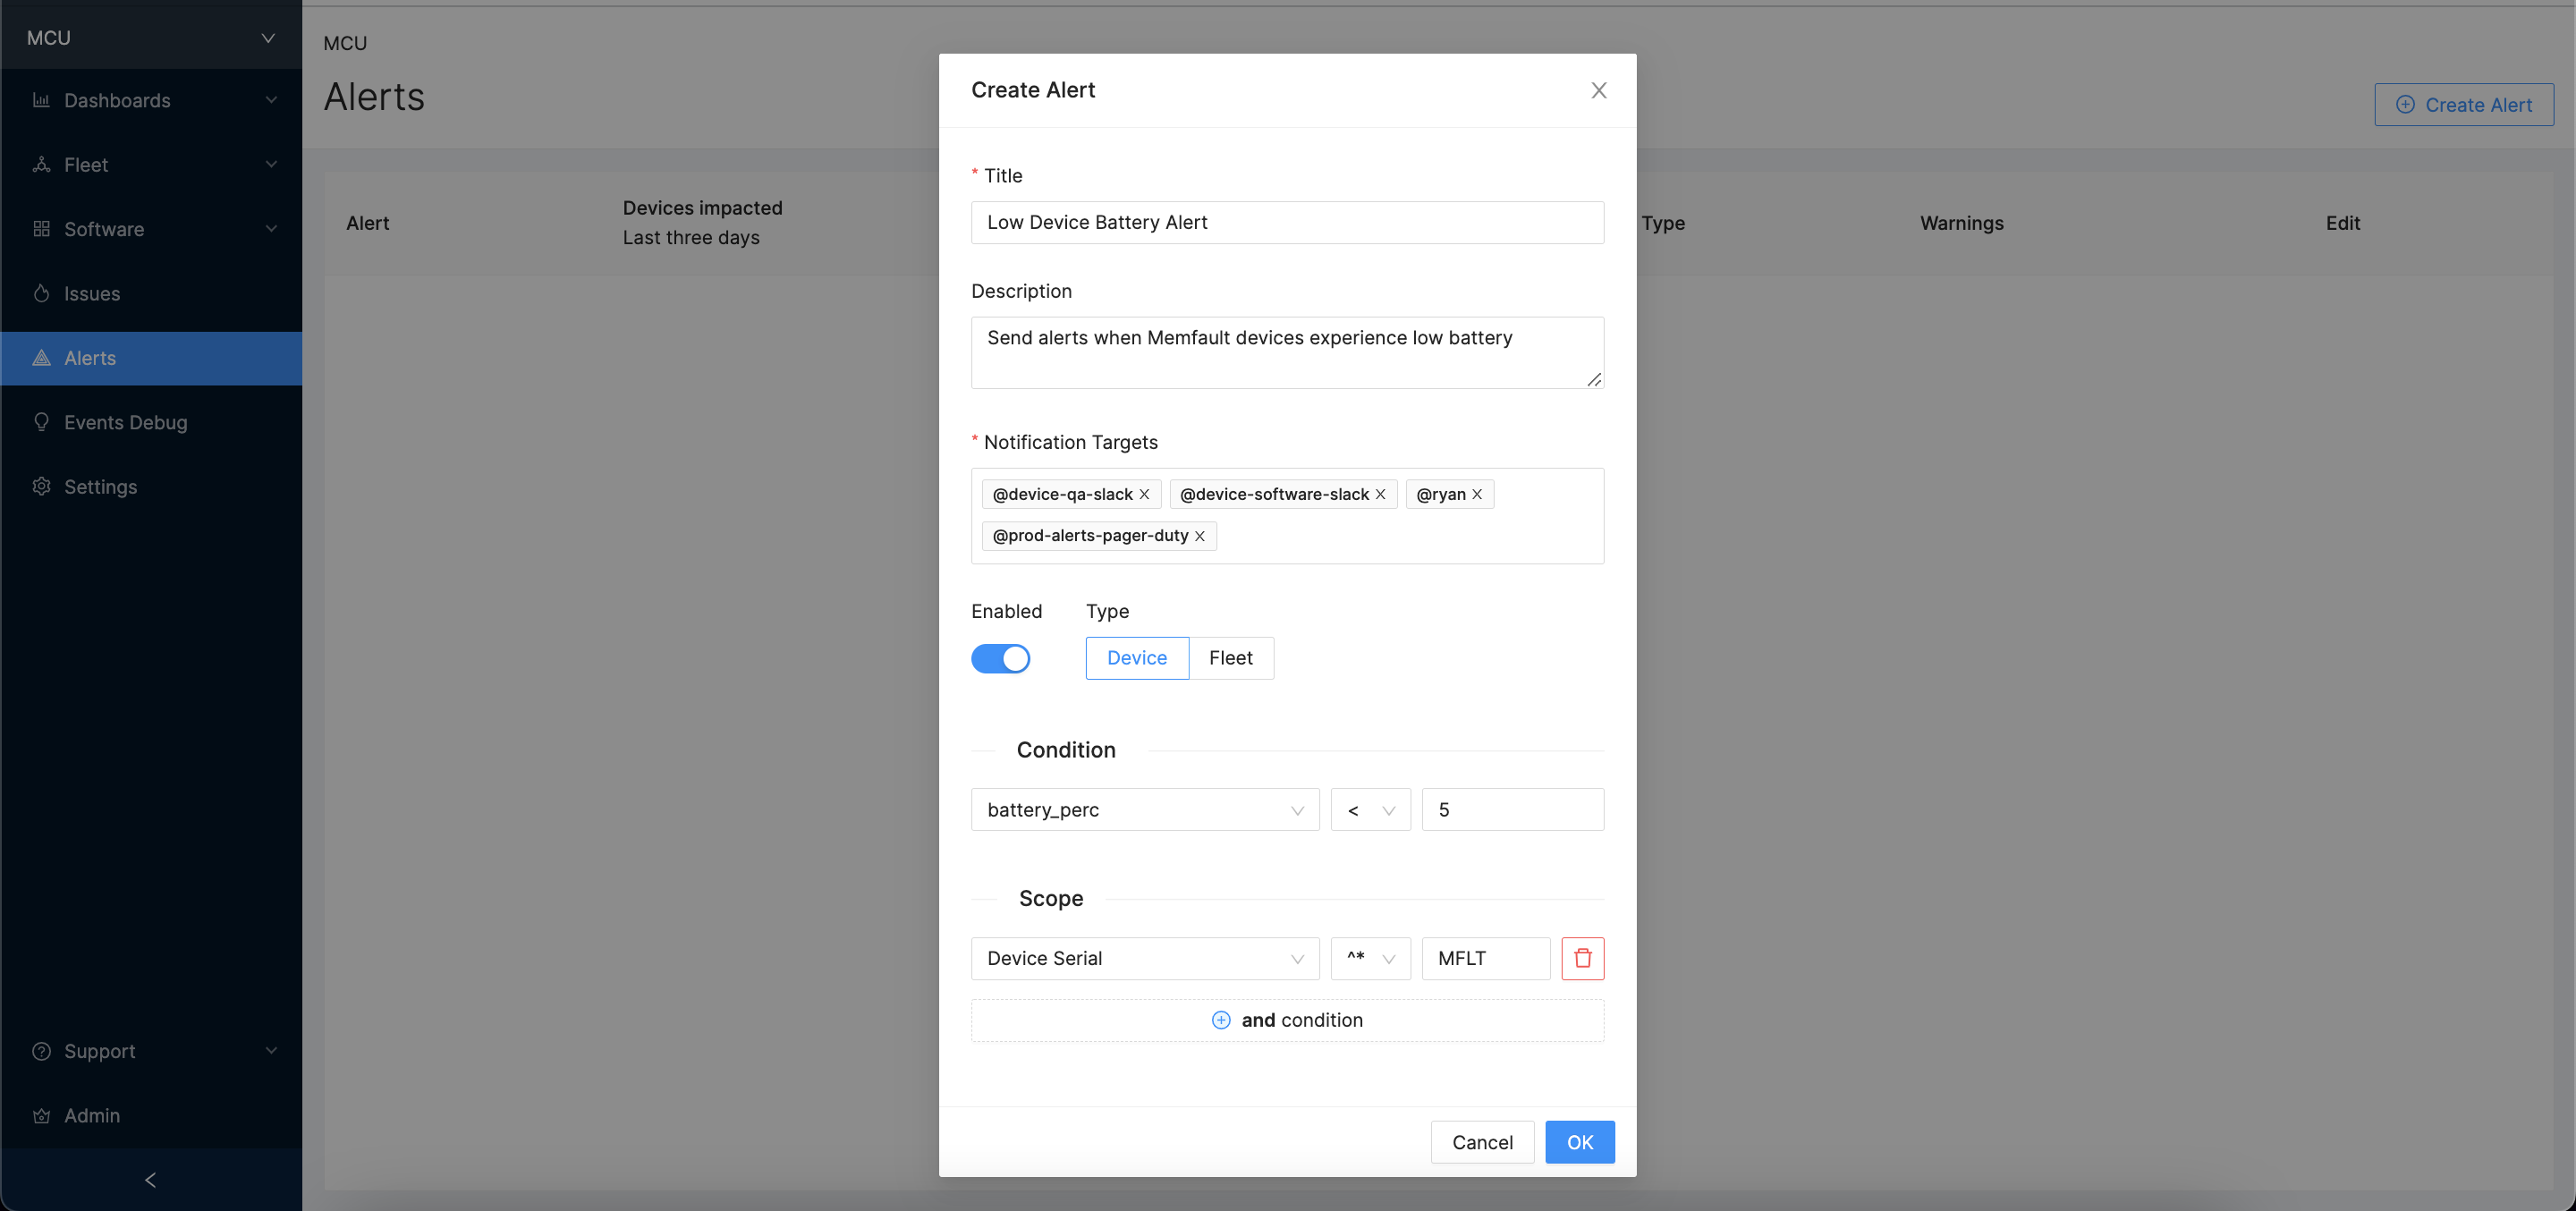 MCU
Dashboards
Fleet
Software
Issues
Alerts
Events Debug
Settings
Support
Admin
MCU
Alerts
Create Alert
Alert
Devices impacted
Last three days
Type
Warnings
Edit
Create Alert
* Title
Low Device Battery Alert
Description
Send alerts when Memfault devices experience low battery
* Notification Targets
@device-qa-slack @device-software-slack @ryan
@prod-alerts-pager-duty
Enabled Type
Device Fleet
Condition
battery_perc < 5
Scope
Device Serial ^* MFLT
and condition
Cancel OK